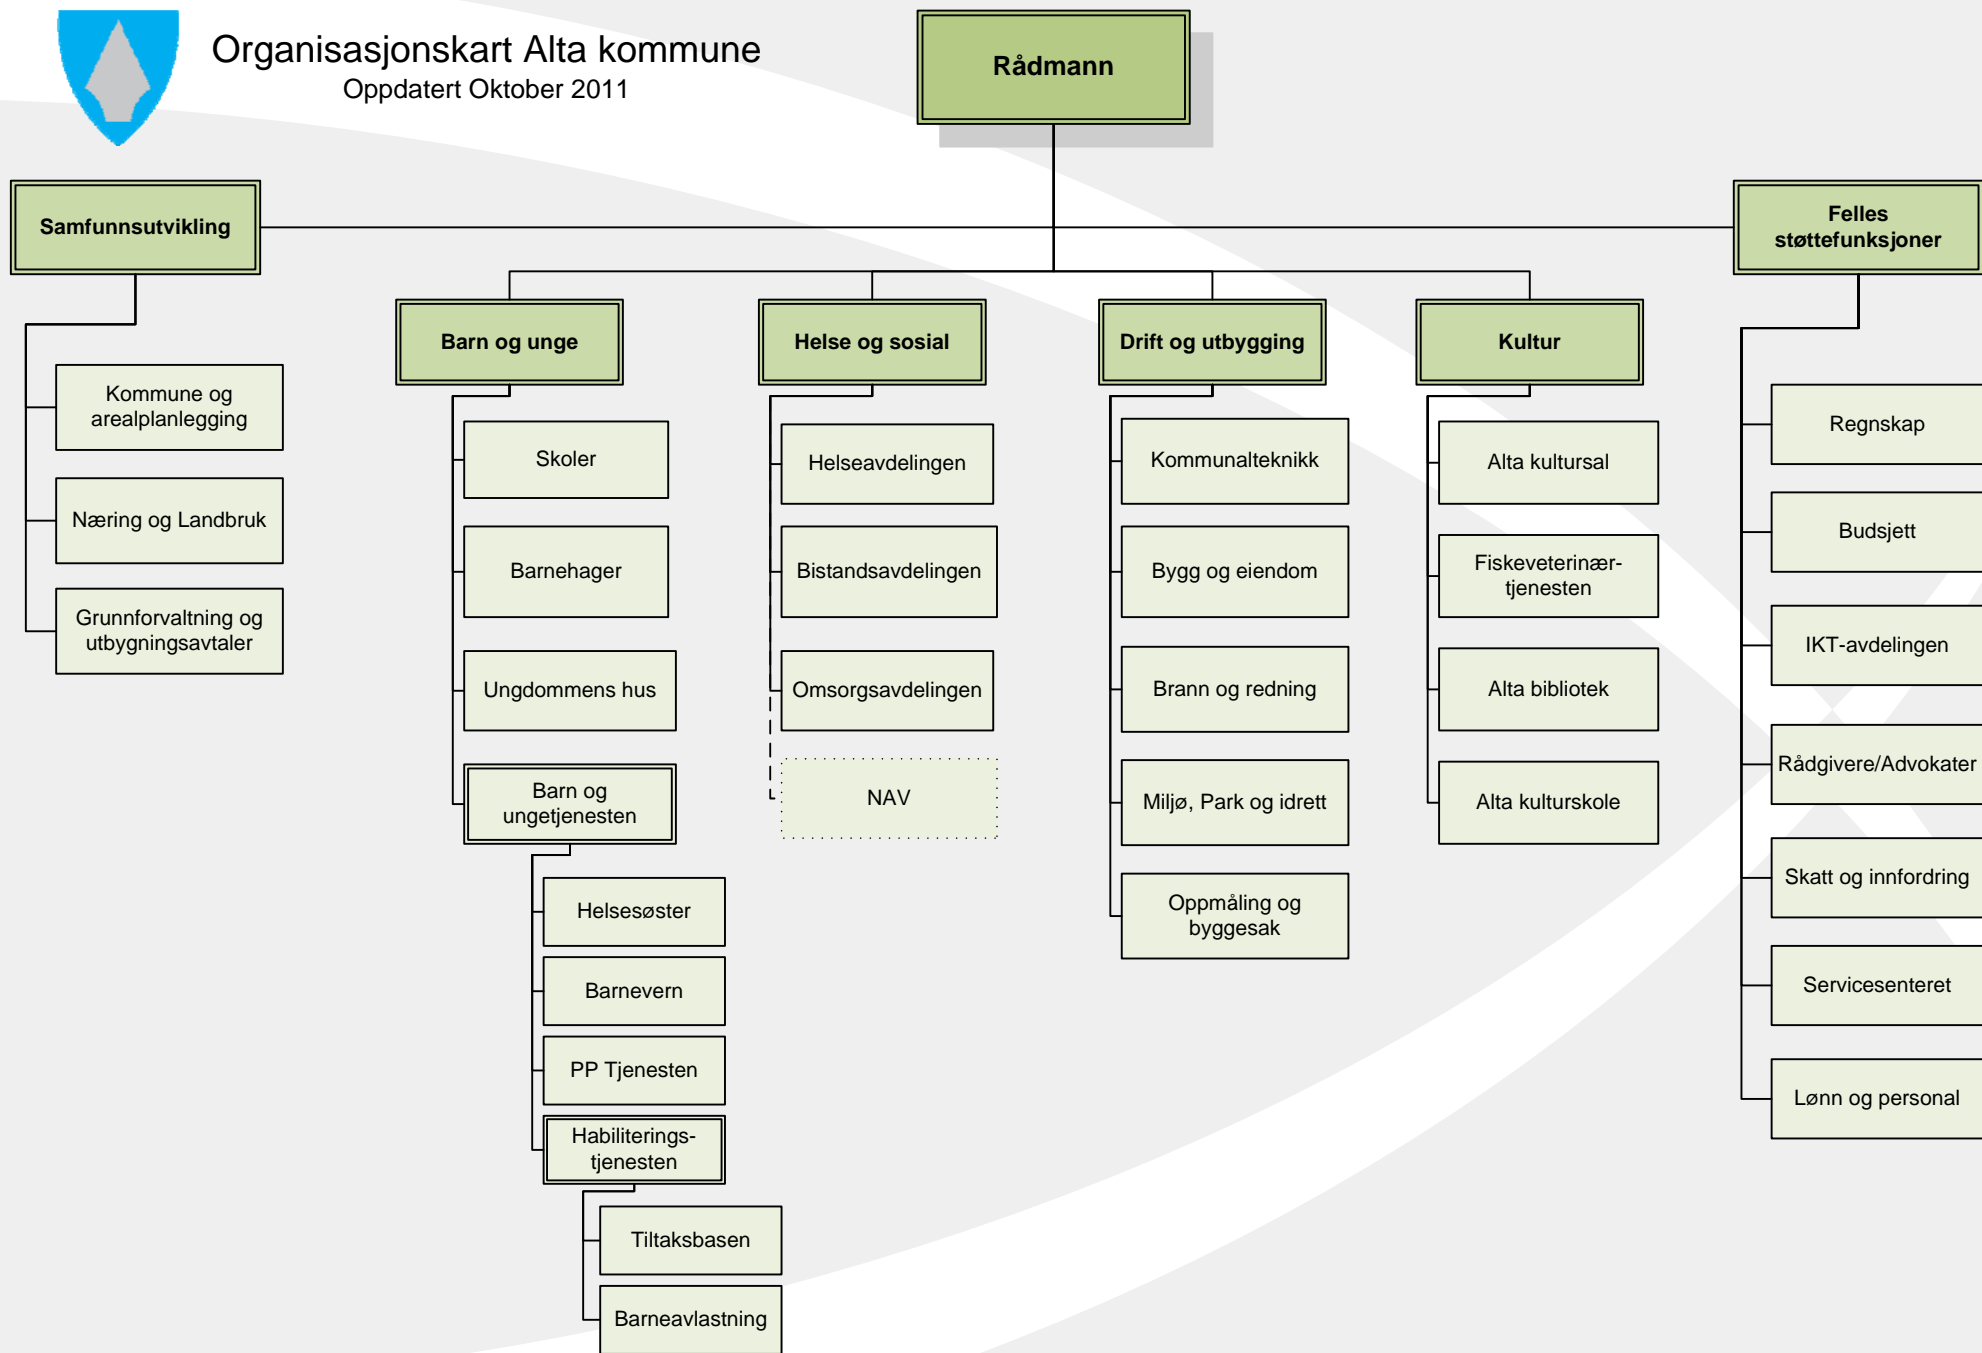 Organisasjonskart Alta kommune
Oppdatert Oktober 2011
Rådmann
Samfunnsutvikling
Felles
støttefunksjoner
Barn og unge
Helse og sosial
Drift og utbygging
Kultur
Kommune og
arealplanlegging
Næring og Landbruk
Grunnforvaltning og
utbygningsavtaler
Skoler
Barnehager
Ungdommens hus
Barn og
ungetjenesten
Helsesøster
Barnevern
PP Tjenesten
Habiliterings-
tjenesten
Tiltaksbasen
Barneavlastning
Helseavdelingen
Bistandsavdelingen
Omsorgsavdelingen
NAV
Kommunalteknikk
Bygg og eiendom
Brann og redning
Miljø, Park og idrett
Oppmåling og
byggesak
Alta kultursal
Fiskeveterinær-
tjenesten
Alta bibliotek
Alta kulturskole
Regnskap
Budsjett
IKT-avdelingen
Rådgivere/Advokater
Skatt og innfordring
Servicesenteret
Lønn og personal